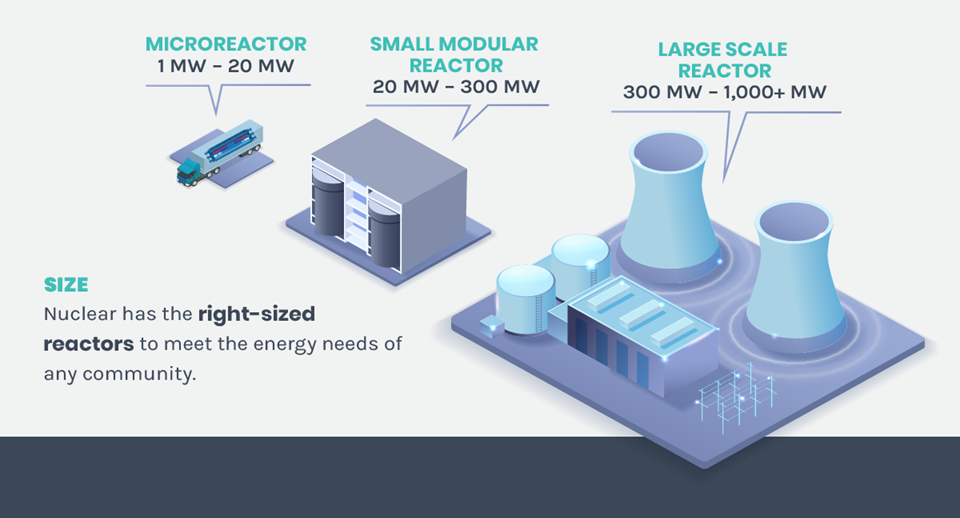 MICROREACTOR
1 MW – 20 MW
SMALL MODULAR
REACTOR
20 MW – 300 MW
LARGE SCALE
REACTOR
300 MW – 1,000+ MW
SIZE
Nuclear has the right-sized
reactors to meet the energy needs of
any community.